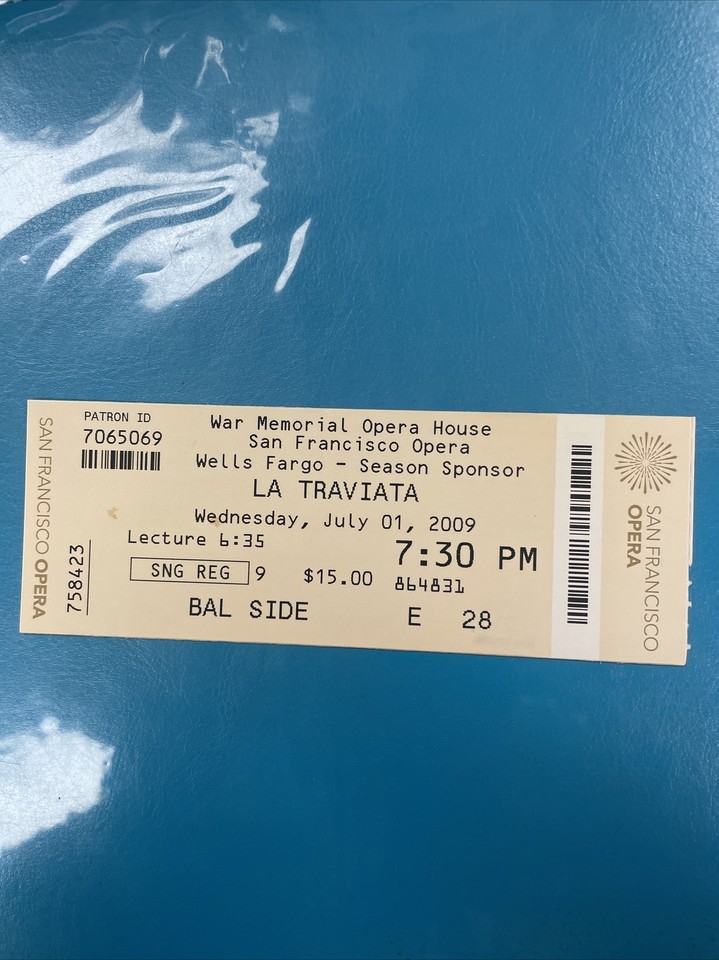 SAN FRANCISCO OPERA
PATRON ID
7065069
758423
War Memorial Opera House
San Francisco Opera
Wells Fargo - Season Sponsor
LA TRAVIATA
Wednesday, July 01, 2009
Lecture 6:35
7:30 PM
SNG REG 9 $15.00 864831
BAL SIDE E 28
SAN FRANCISCO
OPERA